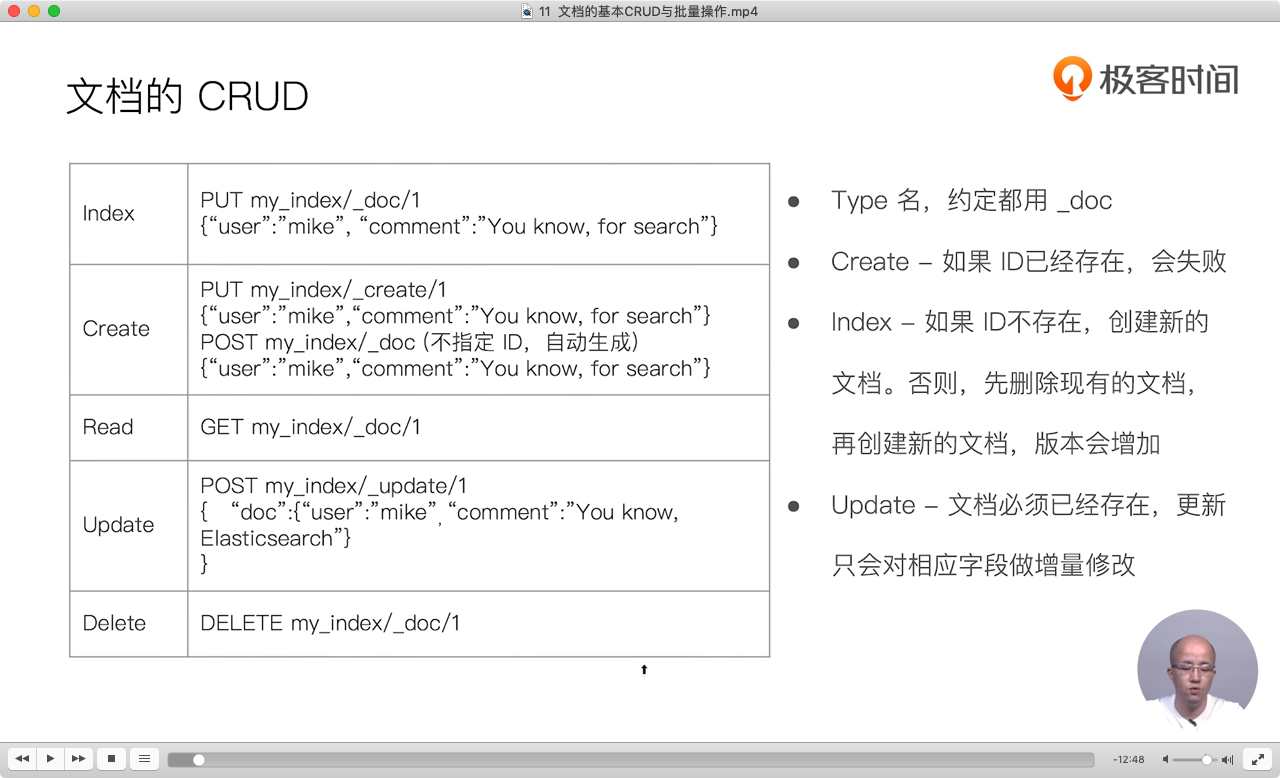 11 文档的基本CRUD与批量操作.mp4
极客时间
文档的 CRUD
Index
PUT my_index/_doc/1
{“user”:”mike”, “comment”:”You know, for search”}
Create
PUT my_index/_create/1
{“user”:”mike”,“comment”:”You know, for search”}
POST my_index/_doc (不指定 ID，自动生成)
{“user”:”mike”,“comment”:”You know, for search”}
Read
GET my_index/_doc/1
Update
POST my_index/_update/1
{ “doc”:{“user”:”mike”, “comment”:”You know,
Elasticsearch”}
}
Delete
DELETE my_index/_doc/1
● Type 名，约定都用 _doc
● Create – 如果 ID已经存在，会失败
● Index – 如果 ID不存在，创建新的
文档。否则，先删除现有的文档，
再创建新的文档，版本会增加
● Update – 文档必须已经存在，更新
只会对相应字段做增量修改
-12:48